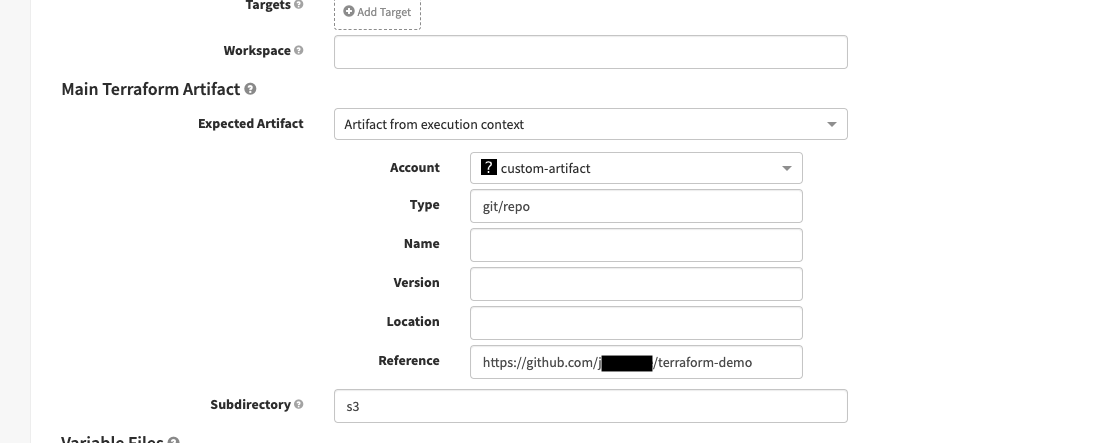 Targets
Add Target
Workspace
Main Terraform Artifact
Expected Artifact
Artifact from execution context
Account
? custom-artifact
Type
git/repo
Name
Version
Location
Reference
https://github.com/j /terraform-demo
Subdirectory
s3
Variable Files